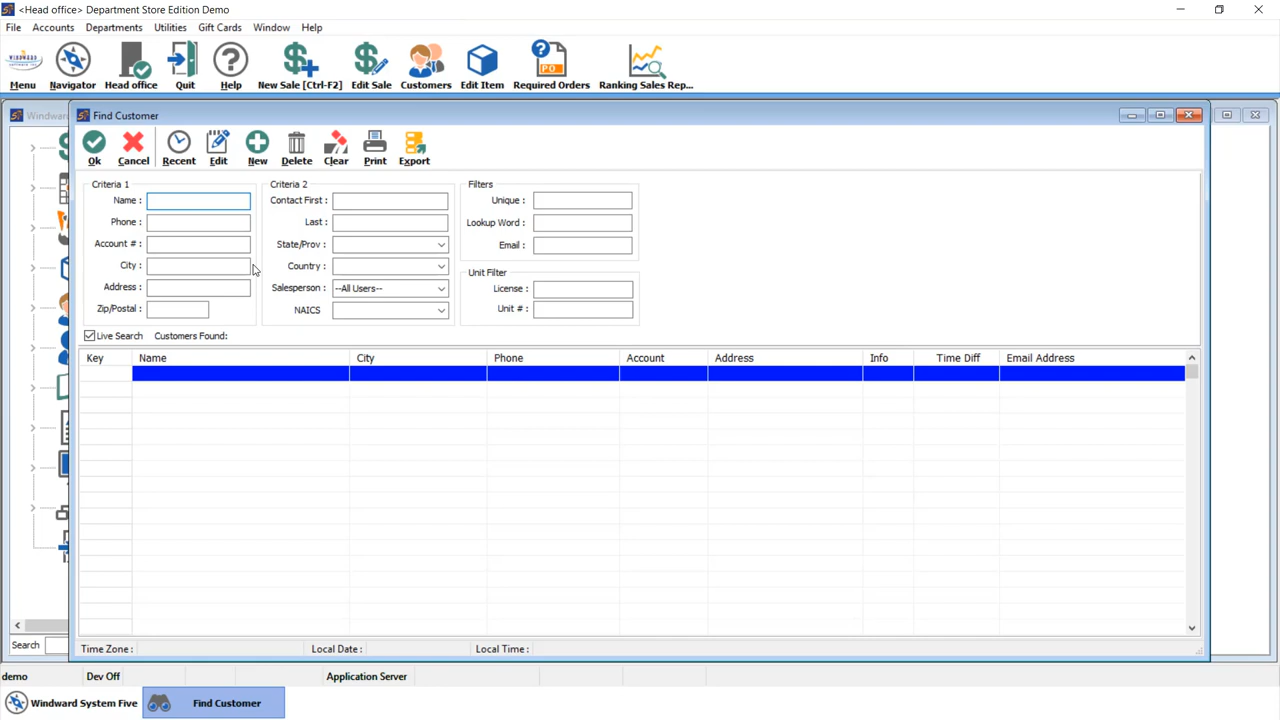 <Head office> Department Store Edition Demo
File Accounts Departments Utilities Gift Cards Window Help
Menu Navigator Head office Quit Help New Sale [Ctrl-F2] Edit Sale Customers Edit Item Required Orders Ranking Sales Rep...
Find Customer
Ok Cancel Recent Edit New Delete Clear Print Export
Criteria 1 Criteria 2 Filters
Name : Contact First : Unique :
Phone : Last : Lookup Word :
Account # : State/Prov : Email :
City : Country : Unit Filter
Address : Salesperson : --All Users-- License :
Zip/Postal : NAICS Unit # :
Live Search Customers Found:
Key Name City Phone Account Address Info Time Diff Email Address
Search
Time Zone : Local Date : Local Time :
demo Dev Off Application Server
Windward System Five Find Customer